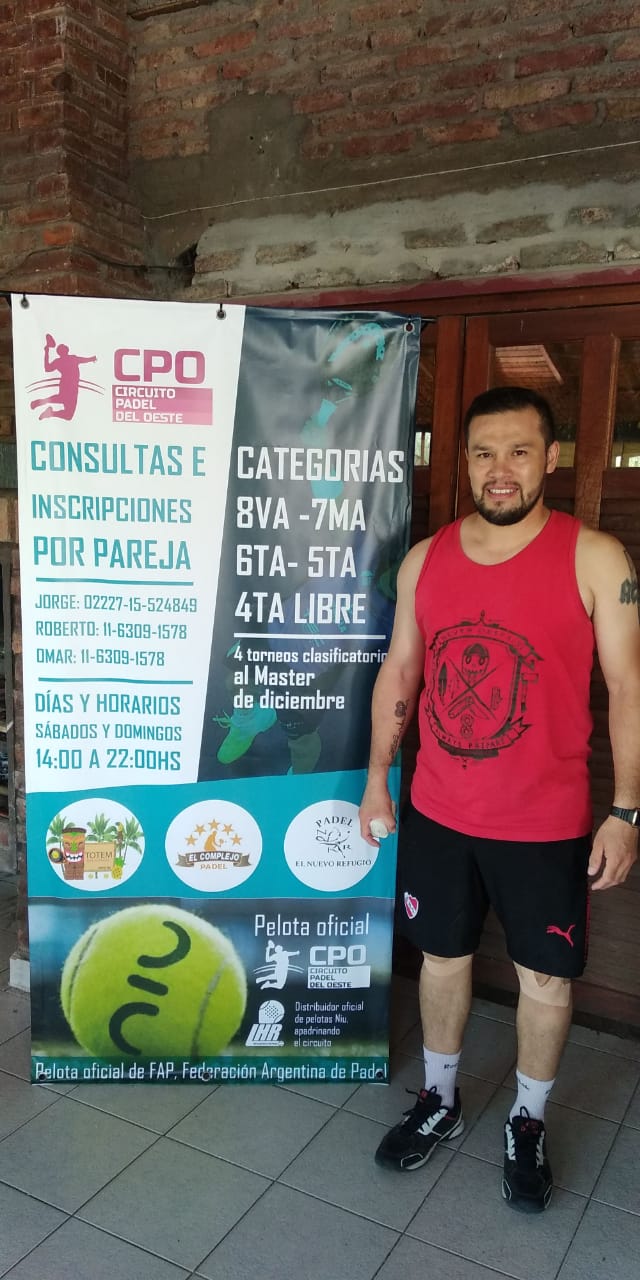 CPO
CIRCUITO
PADEL
DEL OESTE
CONSULTAS E
INSCRIPCIONES
POR PAREJA
JORGE: 02227-15-524849
ROBERTO: 11-6309-1578
OMAR: 11-6309-1578
DÍAS Y HORARIOS
SÁBADOS Y DOMINGOS
14:00 A 22:00HS
CATEGORIAS
8VA -7MA
6TA- 5TA
4TA LIBRE
4 torneos clasificatorio
al Master
de diciembre
TOTEM
EL COMPLEJO
PADEL
PADEL
EL NUEVO REFUGIO
Pelota oficial
CPO
CIRCUITO
PADEL
DEL OESTE
Distribuidor oficial
de pelotas Niu.
apadrinando
el circuito
IHR
Pelota oficial de FAP, Federación Argentina de Padel